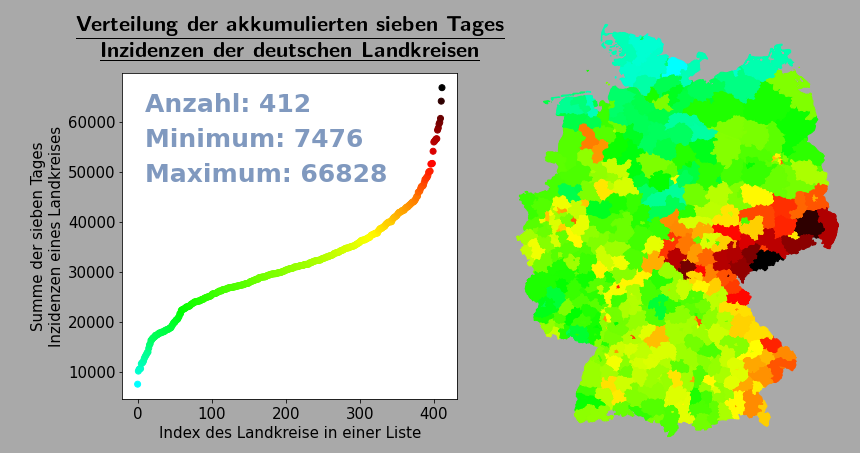 Verteilung der akkumulierten sieben Tages
Inzidenzen der deutschen Landkreisen
Anzahl: 412
Minimum: 7476
Maximum: 66828
Summe der sieben Tages
Inzidenzen eines Landkreises
60000
50000
40000
30000
20000
10000
0
100
200
300
400
Index des Landkreise in einer Liste